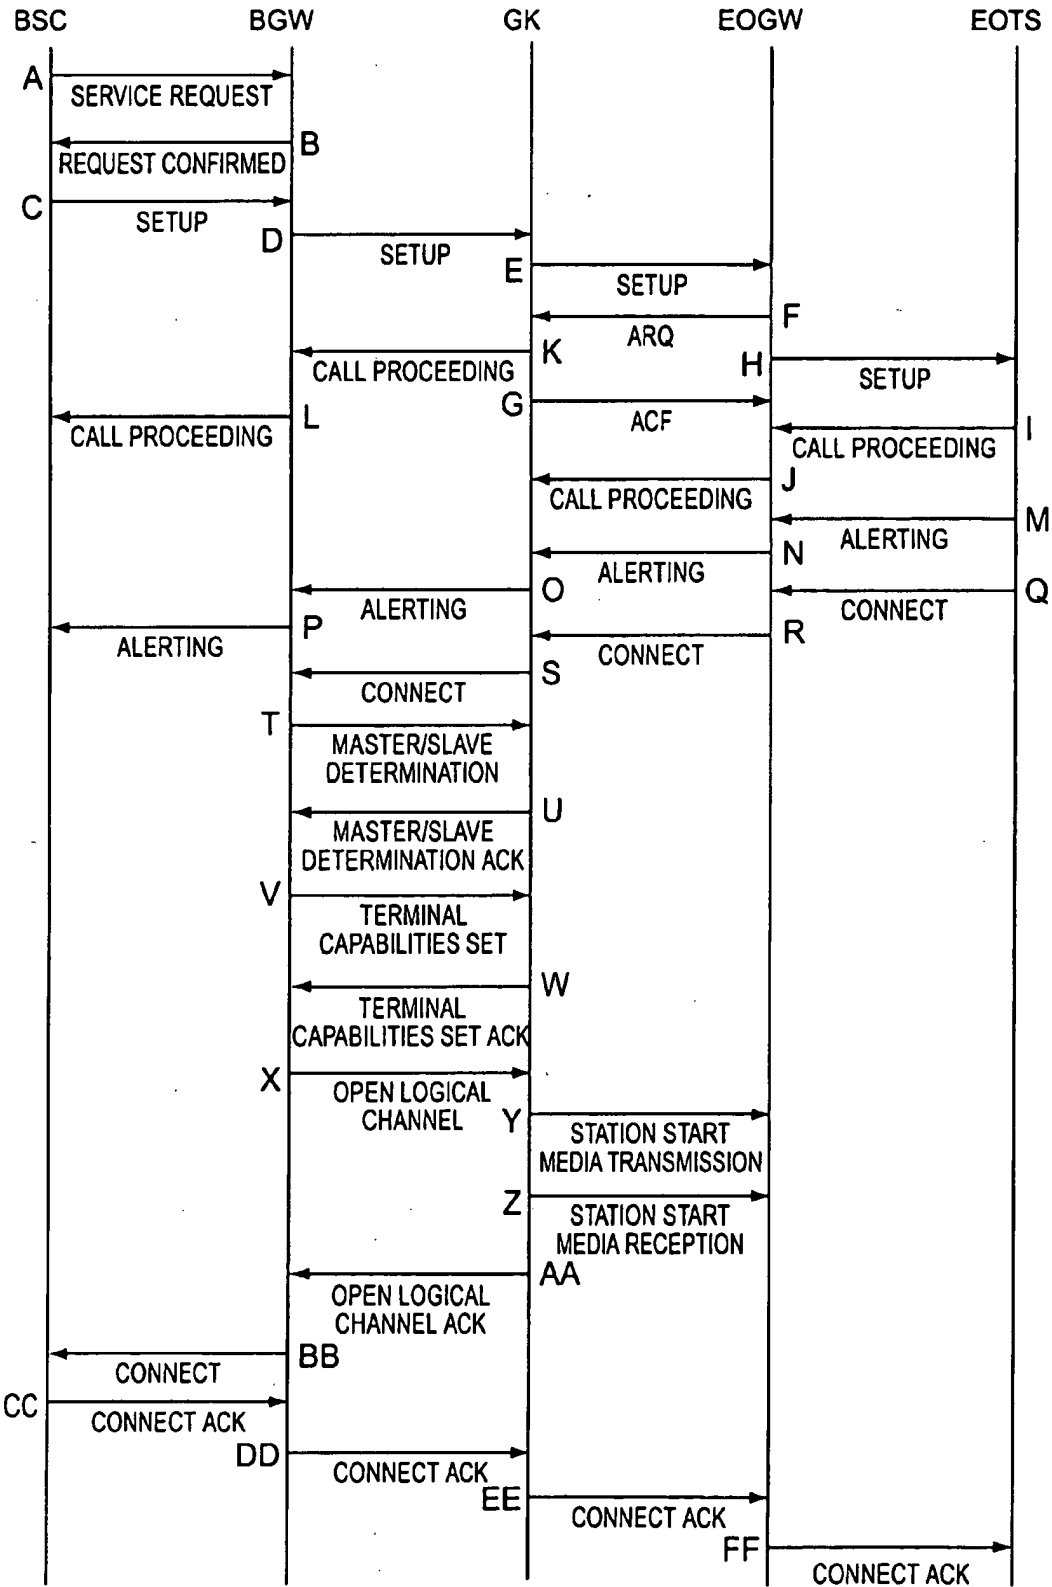 BSC BGW GK EOGW EOTS
A
SERVICE REQUEST
B
REQUEST CONFIRMED
C
SETUP
D
SETUP
E
SETUP
F
ARQ
K
CALL PROCEEDING
H
SETUP
G
ACF
L
CALL PROCEEDING
I
CALL PROCEEDING
J
CALL PROCEEDING
M
ALERTING
N
ALERTING
O
ALERTING
Q
CONNECT
P
ALERTING
R
CONNECT
S
CONNECT
T
MASTER/SLAVE
DETERMINATION
U
MASTER/SLAVE
DETERMINATION ACK
V
TERMINAL
CAPABILITIES SET
W
TERMINAL
CAPABILITIES SET ACK
X
OPEN LOGICAL
CHANNEL
Y
STATION START
MEDIA TRANSMISSION
Z
STATION START
MEDIA RECEPTION
AA
OPEN LOGICAL
CHANNEL ACK
BB
CONNECT
CC
CONNECT ACK
DD
CONNECT ACK
EE
CONNECT ACK
FF
CONNECT ACK